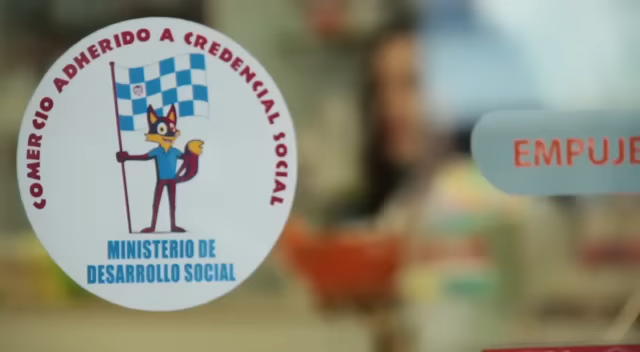 COMERCIO ADHERIDO A CREDENCIAL SOCIAL
MINISTERIO DE
DESARROLLO SOCIAL
EMPUJE